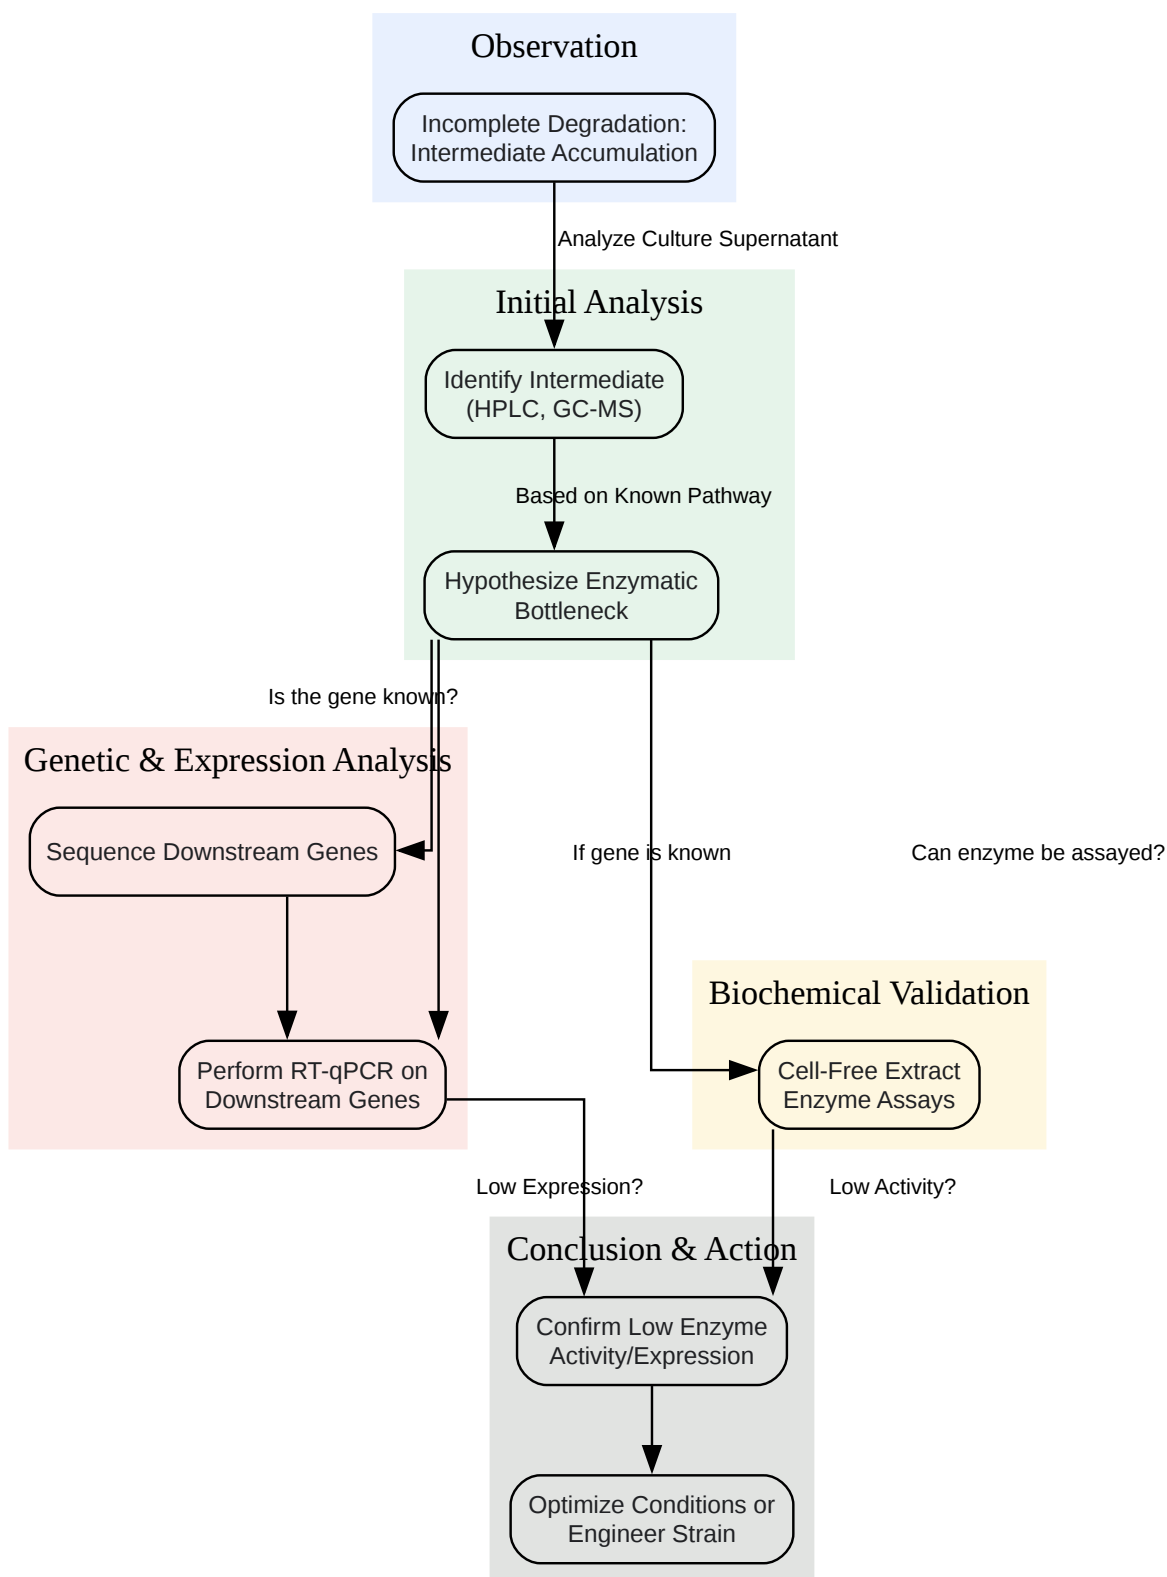 Observation
Incomplete Degradation:
Intermediate Accumulation
Analyze Culture Supernatant
Initial Analysis
Identify Intermediate
(HPLC, GC-MS)
Based on Known Pathway
Hypothesize Enzymatic
Bottleneck
Is the gene known?
Genetic & Expression Analysis
Sequence Downstream Genes
If gene is known
Can enzyme be assayed?
Biochemical Validation
Perform RT-qPCR on
Downstream Genes
Cell-Free Extract
Enzyme Assays
Low Expression?
Low Activity?
Conclusion & Action
Confirm Low Enzyme
Activity/Expression
Optimize Conditions or
Engineer Strain